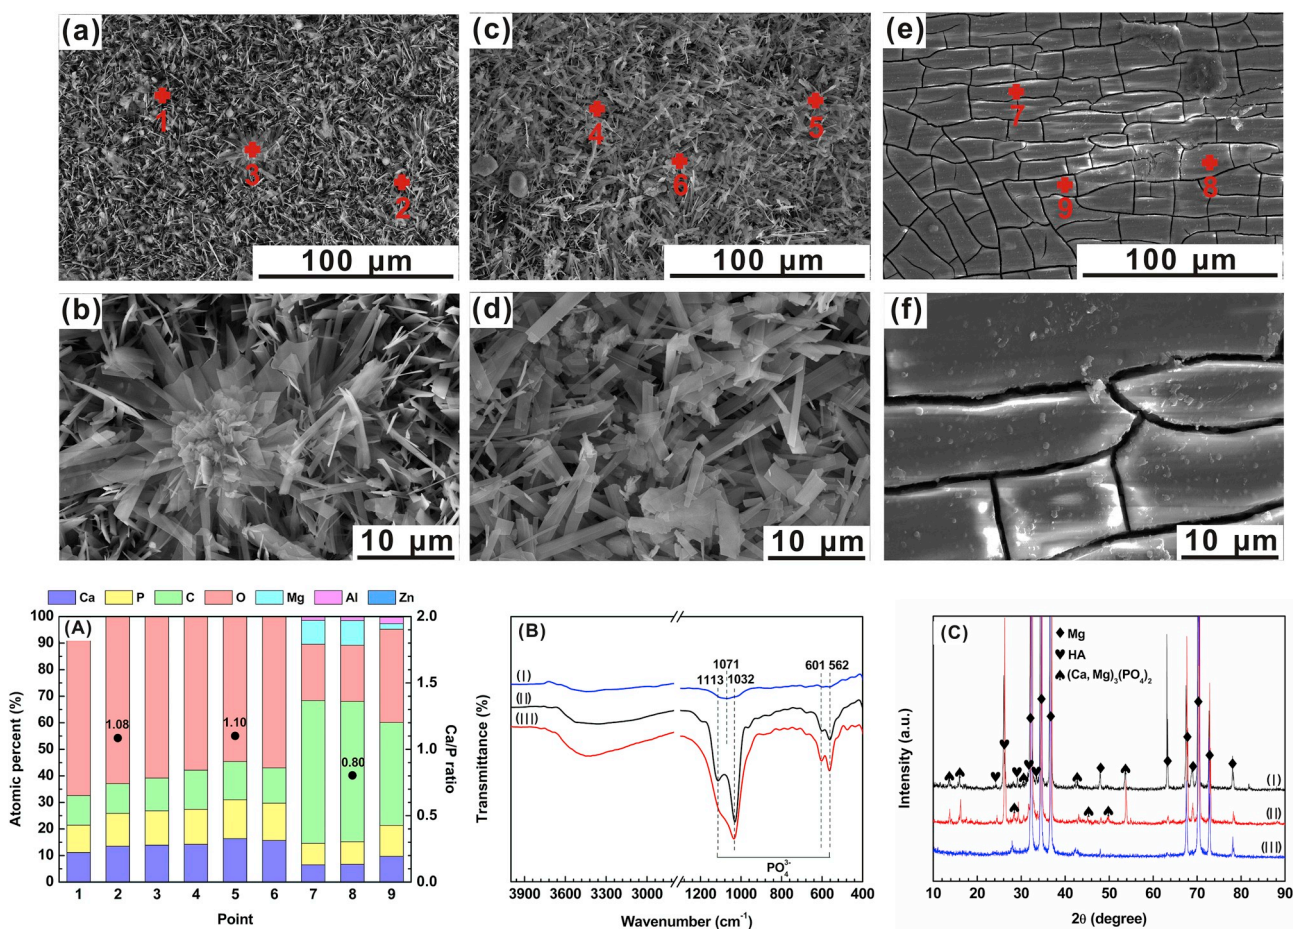 (a)
1
3
2
100 µm
(c)
4
5
6
100 µm
(e)
7
8
9
100 µm
(b)
10 µm
(d)
10 µm
(f)
10 µm
Ca P C O Mg Al Zn
(A)
Atomic percent (%)
100
90
80
70
60
50
40
30
20
10
0
1.08
1.10
0.80
2.0
1.5
1.0
0.5
0.0
Ca/P ratio
1 2 3 4 5 6 7 8 9
Point
(B)
1071
1113 1032
601 562
(I)
(II)
(III)
Transmittance (%)
PO₄³⁻
4000 3600 3200 2800 1200 1000 800 600 400
Wavenumber (cm⁻¹)
(C)
Mg
HA
(Ca, Mg)₃(PO₄)₂
Intensity (a.u.)
(I)
(II)
(III)
10 20 30 40 50 60 70 80 90
2θ (degree)